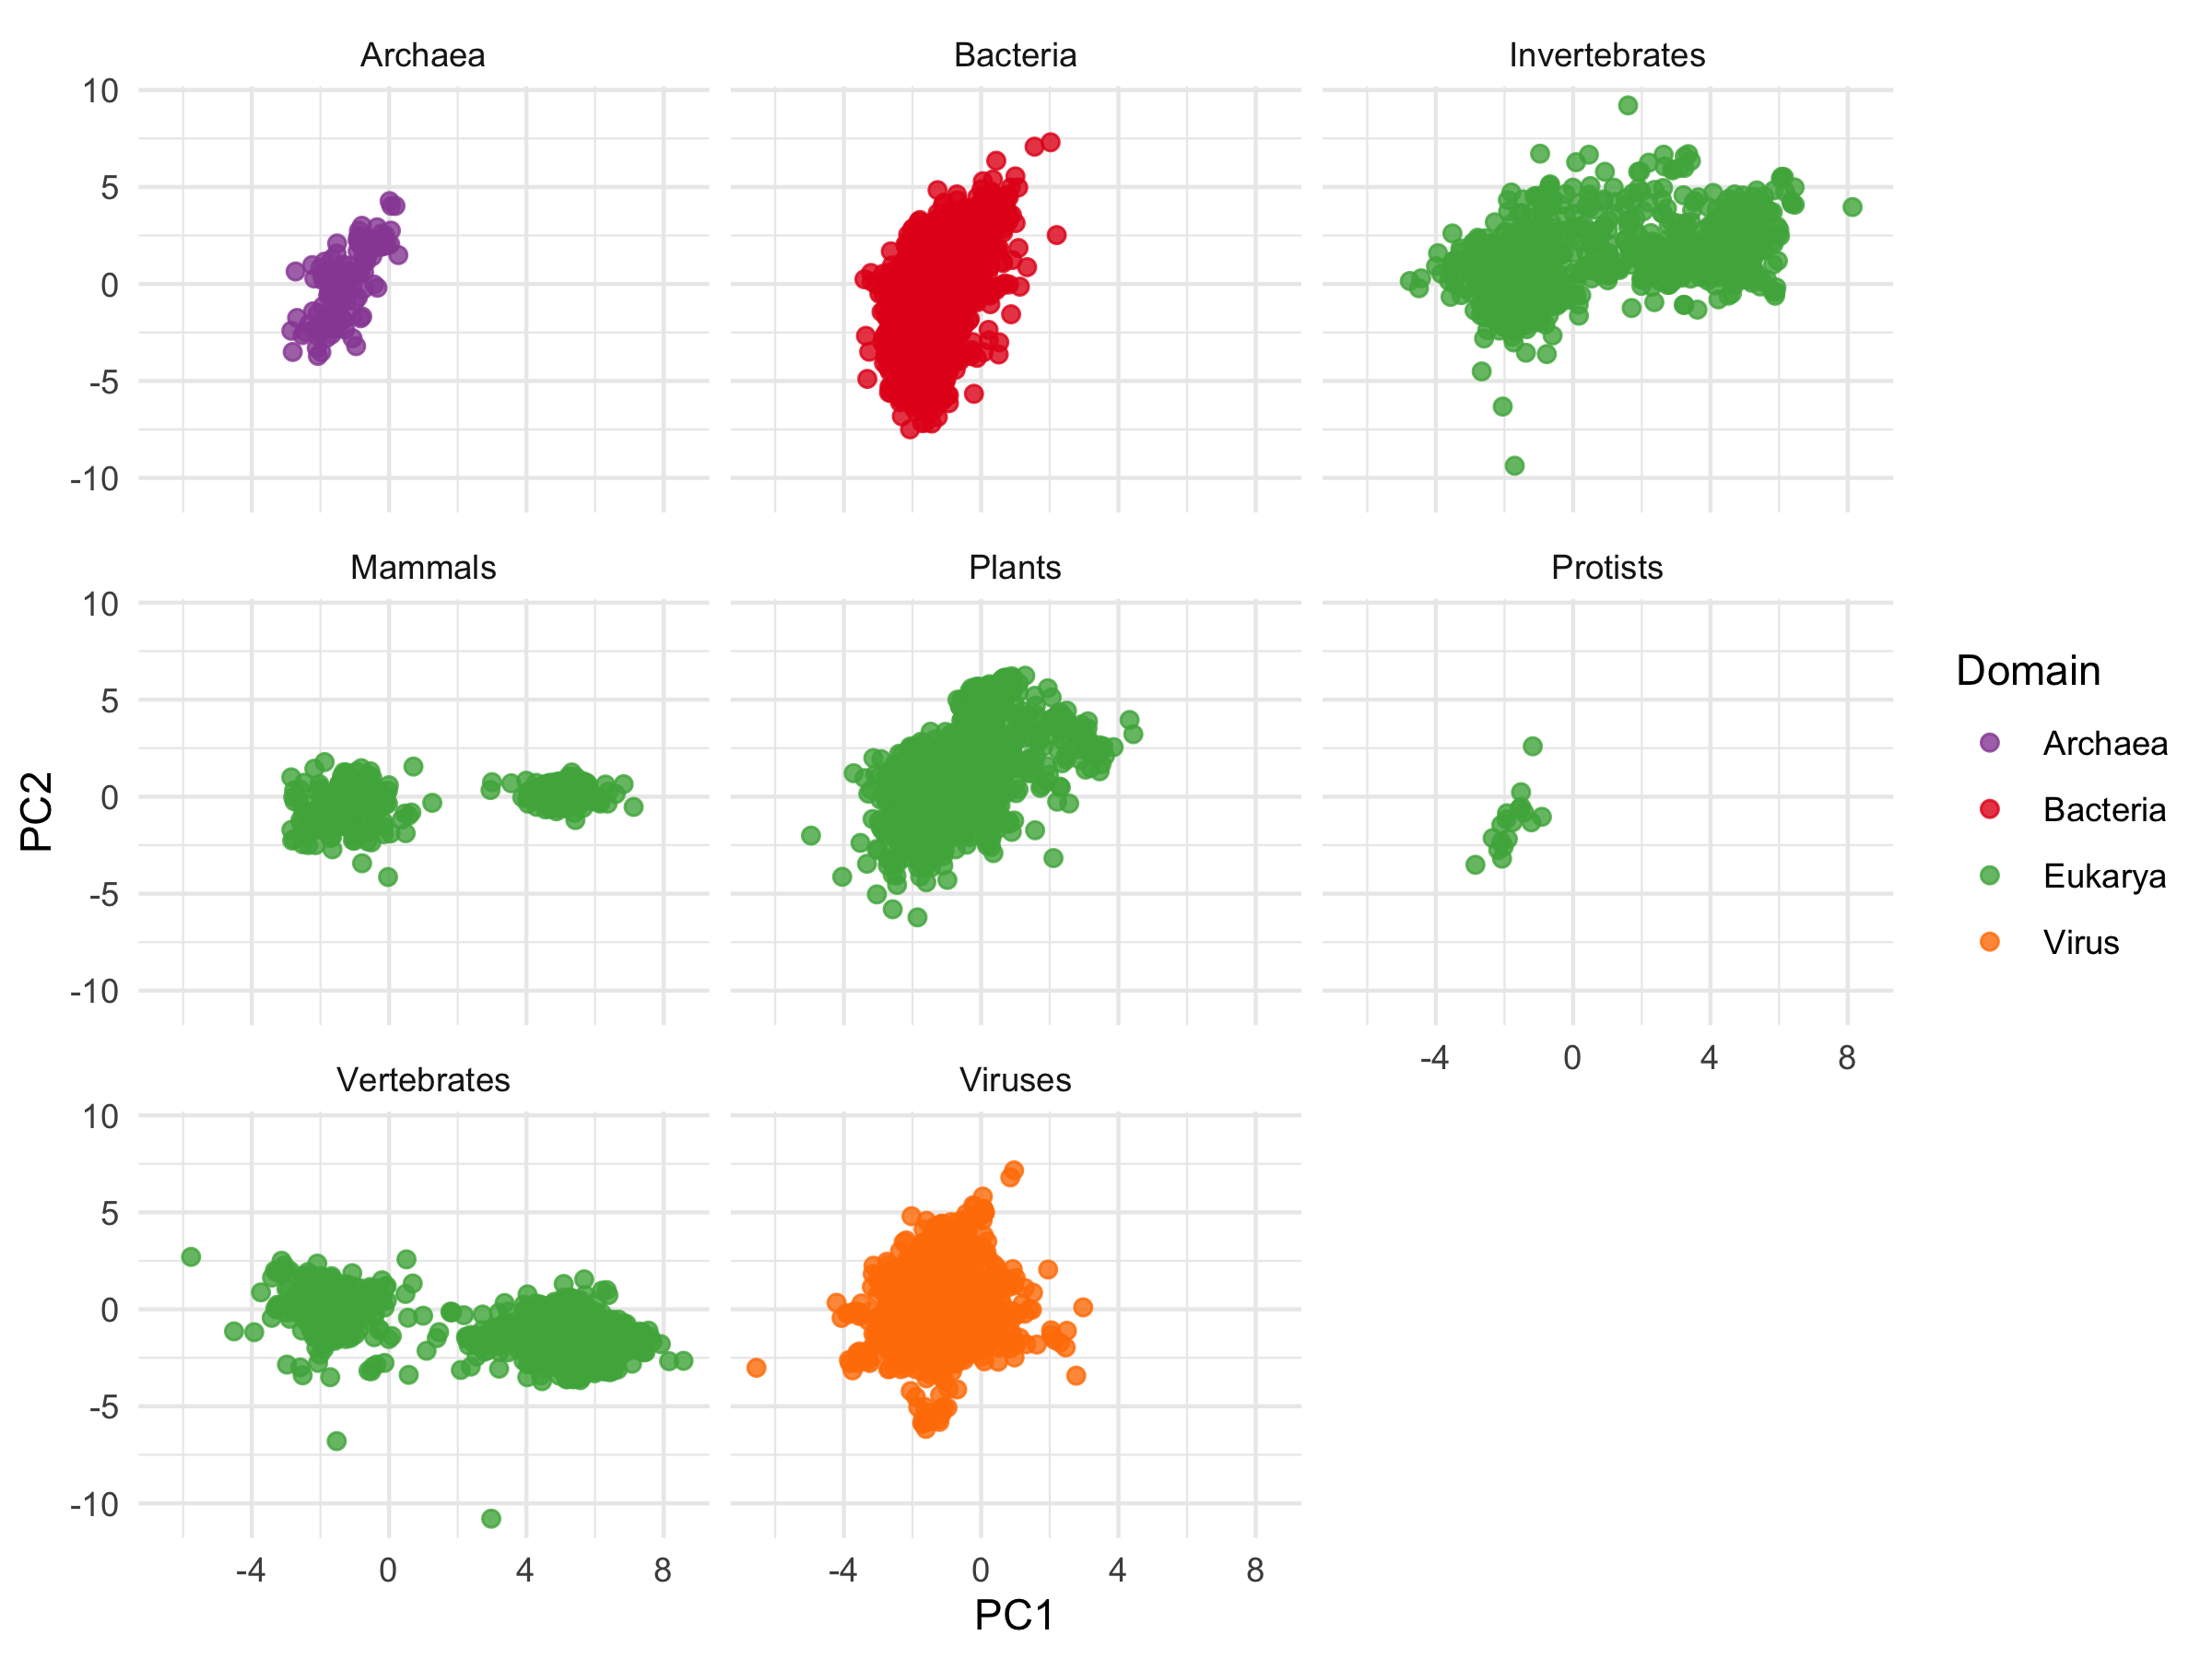 Archaea
Bacteria
Invertebrates
10
5
0
-5
-10
Mammals
Plants
Protists
10
5
0
-5
-10
-4 0 4 8
Vertebrates
Viruses
10
5
0
-5
-10
-4 0 4 8
-4 0 4 8
PC1
PC2
Domain
Archaea
Bacteria
Eukarya
Virus